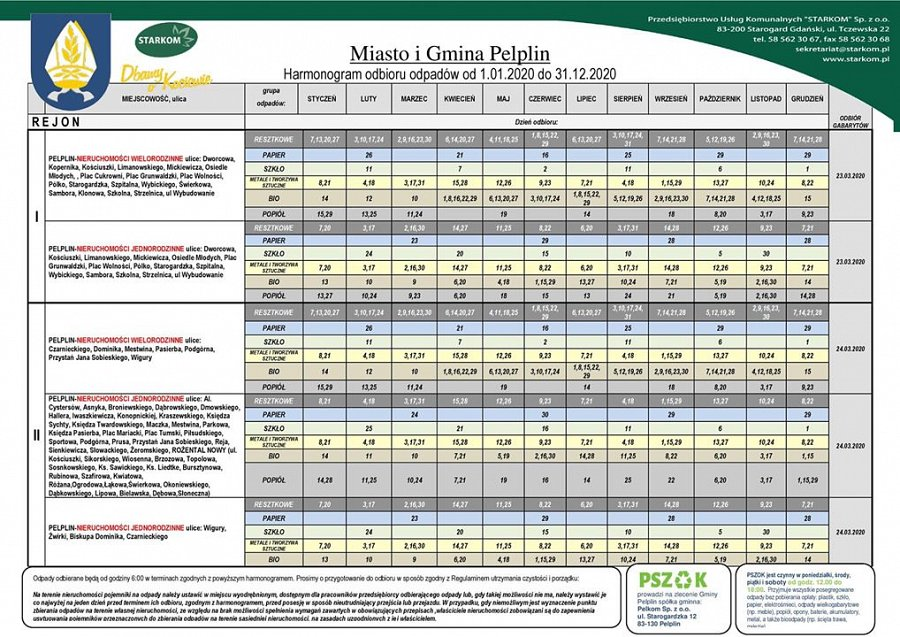 STARKOM
Dbamy
o Kociewie
Przedsiębiorstwo Usług Komunalnych "STARKOM" Sp. z o.o.
83-200 Starogard Gdański, ul. Tczewska 22
tel. 58 562 30 67, fax 58 562 30 68
sekretariat@starkom.pl
www.starkom.pl
Miasto i Gmina Pelplin
Harmonogram odbioru odpadów od 1.01.2020 do 31.12.2020
MIEJSCOWOŚĆ, ulica grupa odpadów: STYCZEŃ LUTY MARZEC KWIECIEŃ MAJ CZERWIEC LIPIEC SIERPIEŃ WRZESIEŃ PAŹDZIERNIK LISTOPAD GRUDZIEŃ
REJON Dzień odbioru: ODBIÓR GABARYTÓW
I
PELPLIN-NIERUCHOMOŚCI WIELORODZINNE ulice: Dworcowa,
Kopernika, Kościuszki, Limanowskiego, Mickiewicza, Osiedle
Młodych, , Plac Cukrowni, Plac Grunwaldzki, Plac Wolności,
Pólko, Starogardzka, Szpitalna, Wybickiego, Świerkowa,
Sambora, Klonowa, Szkolna, Strzelnica, ul Wybudowanie
RESZTKOWE 7,13,20,27 3,10,17,24 2,9,16,23,30 6,14,20,27 4,11,18,25 1,8,15,22,29 6,13,20,27 3,10,17,24,31 7,14,21,28 5,12,19,26 2,9,16,23,30 7,14,21,28
PAPIER 26 21 16 25 29 29
SZKŁO 11 7 2 11 6 1
METALE I TWORZYWA SZTUCZNE 8,21 4,18 3,17,31 15,28 12,26 9,23 7,21 4,18 1,15,29 13,27 10,24 8,22
BIO 14 12 10 1,8,16,22,29 6,13,20,27 3,10,17,24 1,8,15,22,29 5,12,19,26 2,9,16,23,30 7,14,21,28 4,12,18,25 15
POPIÓŁ 15,29 13,25 11,24 19 14 18 8,20 3,17 9,23
23.03.2020
PELPLIN-NIERUCHOMOŚCI JEDNORODZINNE ulice: Dworcowa,
Kościuszki, Limanowskiego, Mickiewicza, Osiedle Młodych, Plac
Grunwaldzki, Plac Wolności, Pólko, Starogardzka, Szpitalna,
Wybickiego, Sambora, Szkolna, Strzelnica, ul Wybudowanie
RESZTKOWE 7,20 3,17 2,16,30 14,27 11,25 8,22 6,20 3,17,31 14,28 12,26 9,23 7,21
PAPIER 23 29 28 28
SZKŁO 24 20 15 10 5 30
METALE I TWORZYWA SZTUCZNE 7,20 3,17 2,16,30 14,27 11,25 8,22 6,20 3,17,31 14,28 12,26 9,23 7,21
BIO 13 10 9 6,20 4,18 1,15,29 13,27 10,24 7,21 5,19 2,16,30 14
POPIÓŁ 13,27 10,24 9,23 6,20 18 15 13 24 21 5,19 2,16,30 14,28
23.03.2020
II
PELPLIN-NIERUCHOMOŚCI WIELORODZINNE ulice:
Czarnieckiego, Dominika, Mestwina, Pasierba, Podgórna,
Przystań Jana Sobieskiego, Wigury
RESZTKOWE 7,13,20,27 3,10,17,24 2,9,16,23,30 6,14,20,27 4,11,18,25 1,8,15,22,29 6,13,20,27 3,10,17,24,31 7,14,21,28 5,12,19,26 2,9,16,23,30 7,14,21,28
PAPIER 26 21 16 25 29 29
SZKŁO 11 7 2 11 6 1
METALE I TWORZYWA SZTUCZNE 8,21 4,18 3,17,31 15,28 12,26 9,23 7,21 4,18 1,15,29 13,27 10,24 8,22
BIO 14 12 10 1,8,16,22,29 6,13,20,27 3,10,17,24 1,8,15,22,29 5,12,19,26 2,9,16,23,30 7,14,21,28 4,12,18,25 15
POPIÓŁ 15,29 13,25 11,24 19 14 18 8,20 3,17 9,23
24.03.2020
PELPLIN-NIERUCHOMOŚCI JEDNORODZINNE ulice: Al.
Cystersów, Asnyka, Broniewskiego, Dąbrowskiego, Dmowskiego,
Hallera, Iwaszkiewicza, Konopnickiej, Kraszewskiego, Księdza
Sychty, Księdza Twardowskiego, Maczka, Mestwina, Parkowa,
Księdza Pasierba, Plac Mariacki, Plac Tumski, Piłsudskiego,
Sportowa, Podgórna, Prusa, Przystań Jana Sobieskiego, Reja,
Sienkiewicza, Słowackiego, Żeromskiego, ROŻENTAL NOWY (ul.
Kościuszki, Sikorskiego, Wiosenna, Brzozowa, Topolowa,
Sosnkowskiego, Ks. Sawickiego, Ks. Liedtke, Bursztynowa,
Rubinowa, Szafirowa, Kwiatowa,
Różana,Ogrodowa,Łąkowa,Świerkowa, Okoniewskiego,
Dąbkowskiego, Lipowa, Bielawska, Dębowa,Słoneczna)
RESZTKOWE 8,21 4,18 3,17,31 15,28 12,26 9,23 7,21 4,18 1,15,29 13,27 10,24 8,22
PAPIER 24 30 29 29
SZKŁO 25 21 16 11 6 1
METALE I TWORZYWA SZTUCZNE 8,21 4,18 3,17,31 15,28 12,26 9,23 7,21 4,18 1,15,29 13,27 10,24 8,22
BIO 14 11 10 7,21 5,19 2,16,30 14,28 11,25 8,22 6,20 3,17 1,15
POPIÓŁ 14,28 11,25 10,24 7,21 19 16 14 25 22 6,20 3,17 1,15,29
24.03.2020
PELPLIN-NIERUCHOMOŚCI JEDNORODZINNE ulice: Wigury,
Żwirki, Biskupa Dominika, Czarnieckiego
RESZTKOWE 7,20 3,17 2,16,30 14,27 11,25 8,22 6,20 3,17,31 14,28 12,26 9,23 7,21
PAPIER 23 29 28 28
SZKŁO 24 20 15 10 5 30
METALE I TWORZYWA SZTUCZNE 7,20 3,17 2,16,30 14,27 11,25 8,22 6,20 3,17,31 14,28 12,26 9,23 7,21
BIO 13 10 9 6,20 4,18 1,15,29 13,27 10,24 7,21 5,19 2,16,30 14
24.03.2020
Odpady odbierane będą od godziny 6:00 w terminach zgodnych z powyższym harmonogramem. Prosimy o przygotowanie do odbioru w sposób zgodny z Regulaminem utrzymania czystości i porządku:
Na terenie nieruchomości pojemniki na odpady należy ustawić w miejscu wyodrębnionym, dostępnym dla pracowników przedsiębiorcy odbierającego odpady lub, gdy takiej możliwości nie ma, należy wystawić je
co najwyżej na jeden dzień przed terminem ich odbioru, zgodnym z harmonogramem, przed posesję w sposób nieutrudniający przejścia lub przejazdu. W przypadku, gdy niemożliwym jest wyznaczenie punktu
zbierania odpadów na terenie własnej nieruchomości, ze względu na brak możliwości spełnienia wymagań zawartych w obowiązujących przepisach ,właściciele nieruchomości zobowiązani są do zapewnienia
usytuowania pojemników przeznaczonych do zbierania odpadów na terenie sąsiedniej nieruchomości. na zasadach uzgodnionych z i właścicielem.
PSZOK
prowadzi na zlecenie Gminy
Pelplin spółka gminna:
Pelkom Sp. z o.o.
ul. Starogardzka 12
83-130 Pelplin
PSZOK jest czynny w poniedziałki, środy,
piątki i soboty od godz. 12.00 do
18.00. Przyjmuje wszystkie posegregowane
odpady bez pobierania opłaty: plastik, szkło,
papier, elektrośmieci, odpady wielkogabarytowe
(np. meble), popiół, opony, baterie, akumulatory,
metal, a także bioodpady (np. ścięta trawa,